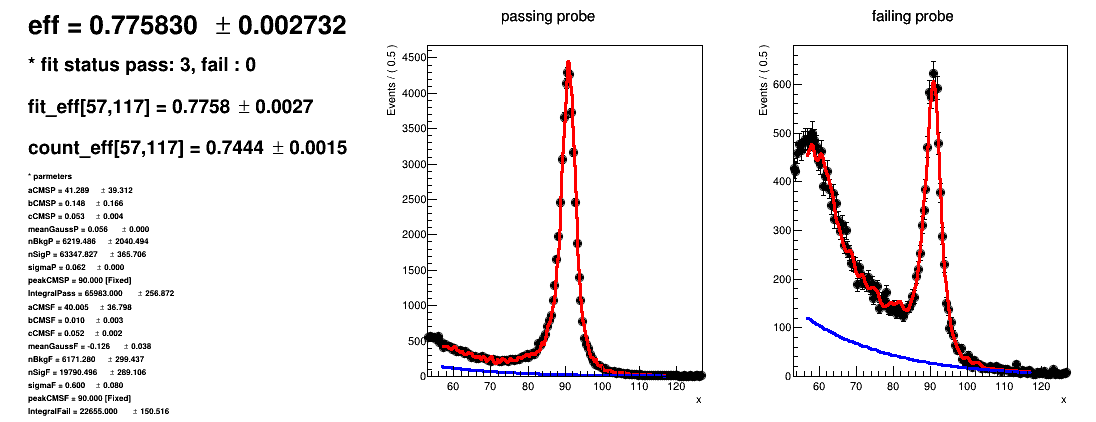 eff = 0.775830 ± 0.002732
* fit status pass: 3, fail : 0
fit_eff[57,117] = 0.7758 ± 0.0027
count_eff[57,117] = 0.7444 ± 0.0015
* parmeters
aCMSP = 41.289 ± 39.312
bCMSP = 0.148 ± 0.166
cCMSP = 0.053 ± 0.004
meanGaussP = 0.056 ± 0.000
nBkgP = 6219.486 ± 2040.494
nSigP = 63347.827 ± 365.706
sigmaP = 0.062 ± 0.000
peakCMSP = 90.000 [Fixed]
IntegralPass = 65983.000 ± 256.872
aCMSF = 40.005 ± 36.798
bCMSF = 0.010 ± 0.003
cCMSF = 0.052 ± 0.002
meanGaussF = -0.126 ± 0.038
nBkgF = 6171.280 ± 299.437
nSigF = 19790.496 ± 289.106
sigmaF = 0.600 ± 0.080
peakCMSF = 90.000 [Fixed]
IntegralFail = 22655.000 ± 150.516
passing probe
Events / ( 0.5 )
4500
4000
3500
3000
2500
2000
1500
1000
500
0
60 70 80 90 100 110 120
x
failing probe
Events / ( 0.5 )
600
500
400
300
200
100
0
60 70 80 90 100 110 120
x